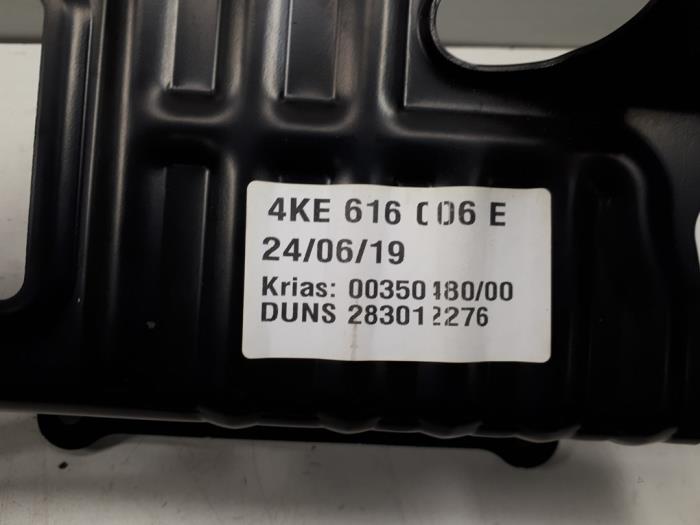 4KE 616 006 E
24/06/19
Krias: 00350480/00
DUNS 283012276